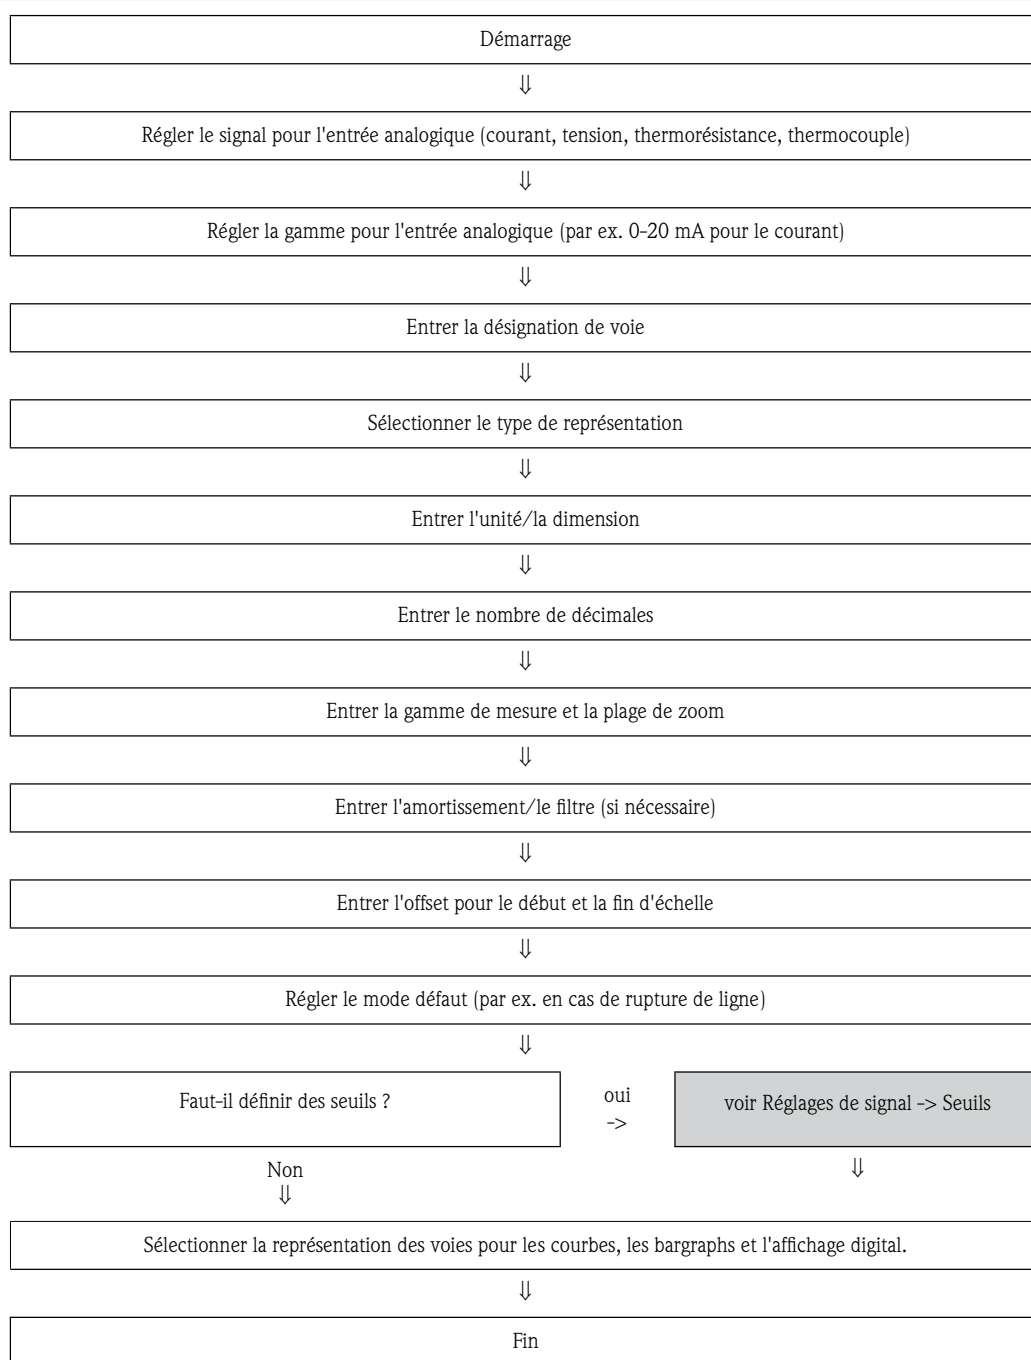 Démarrage
⇓
Régler le signal pour l'entrée analogique (courant, tension, thermorésistance, thermocouple)
⇓
Régler la gamme pour l'entrée analogique (par ex. 0-20 mA pour le courant)
⇓
Entrer la désignation de voie
⇓
Sélectionner le type de représentation
⇓
Entrer l'unité/la dimension
⇓
Entrer le nombre de décimales
⇓
Entrer la gamme de mesure et la plage de zoom
⇓
Entrer l'amortissement/le filtre (si nécessaire)
⇓
Entrer l'offset pour le début et la fin d'échelle
⇓
Régler le mode défaut (par ex. en cas de rupture de ligne)
⇓
Faut-il définir des seuils ?
oui
->
voir Réglages de signal -> Seuils
Non
⇓
⇓
Sélectionner la représentation des voies pour les courbes, les bargraphs et l'affichage digital.
⇓
Fin